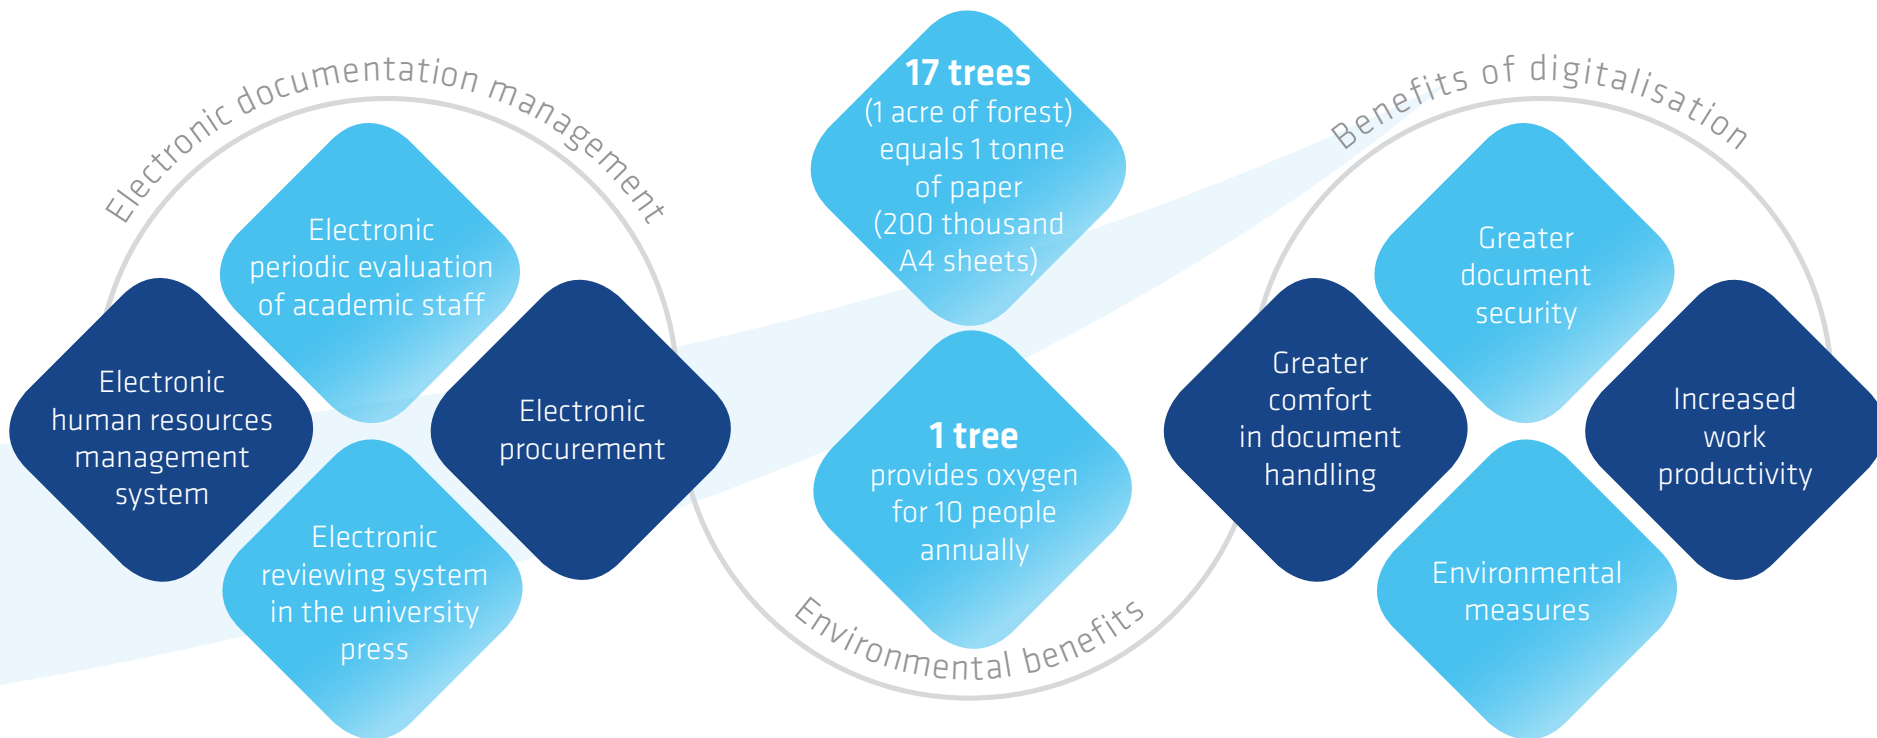 Electronic documentation management
Electronic
periodic evaluation
of academic staff
Electronic
human resources
management
system
Electronic
procurement
Electronic
reviewing system
in the university
press
17 trees
(1 acre of forest)
equals 1 tonne
of paper
(200 thousand
A4 sheets)
1 tree
provides oxygen
for 10 people
annually
Environmental benefits
Benefits of digitalisation
Greater
document
security
Greater
comfort
in document
handling
Increased
work
productivity
Environmental
measures